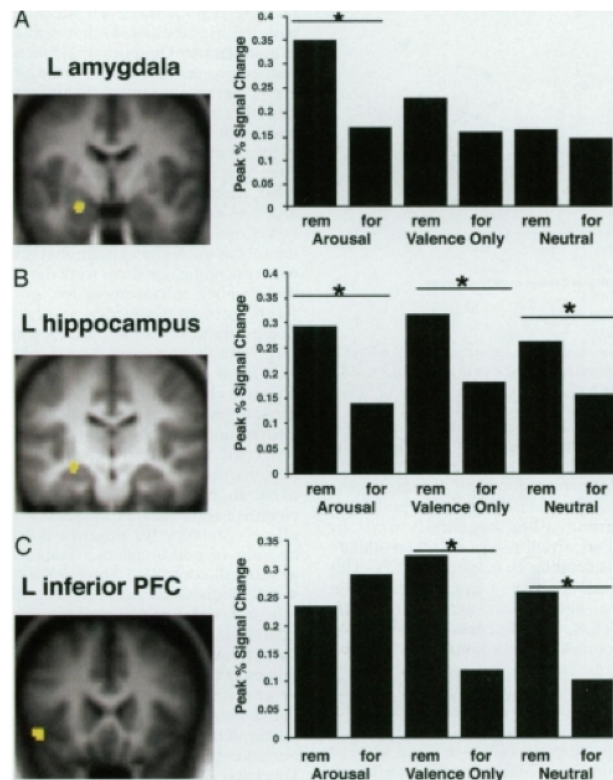 A
L amygdala
Peak % Signal Change
0.4
0.35
0.3
0.25
0.2
0.15
0.1
0.05
0
*
rem for rem for rem for
Arousal Valence Only Neutral
B
L hippocampus
Peak % Signal Change
0.35
0.3
0.25
0.2
0.15
0.1
0.05
0
* * *
rem for rem for rem for
Arousal Valence Only Neutral
C
L inferior PFC
Peak % Signal Change
0.35
0.3
0.25
0.2
0.15
0.1
0.05
0
* *
rem for rem for rem for
Arousal Valence Only Neutral